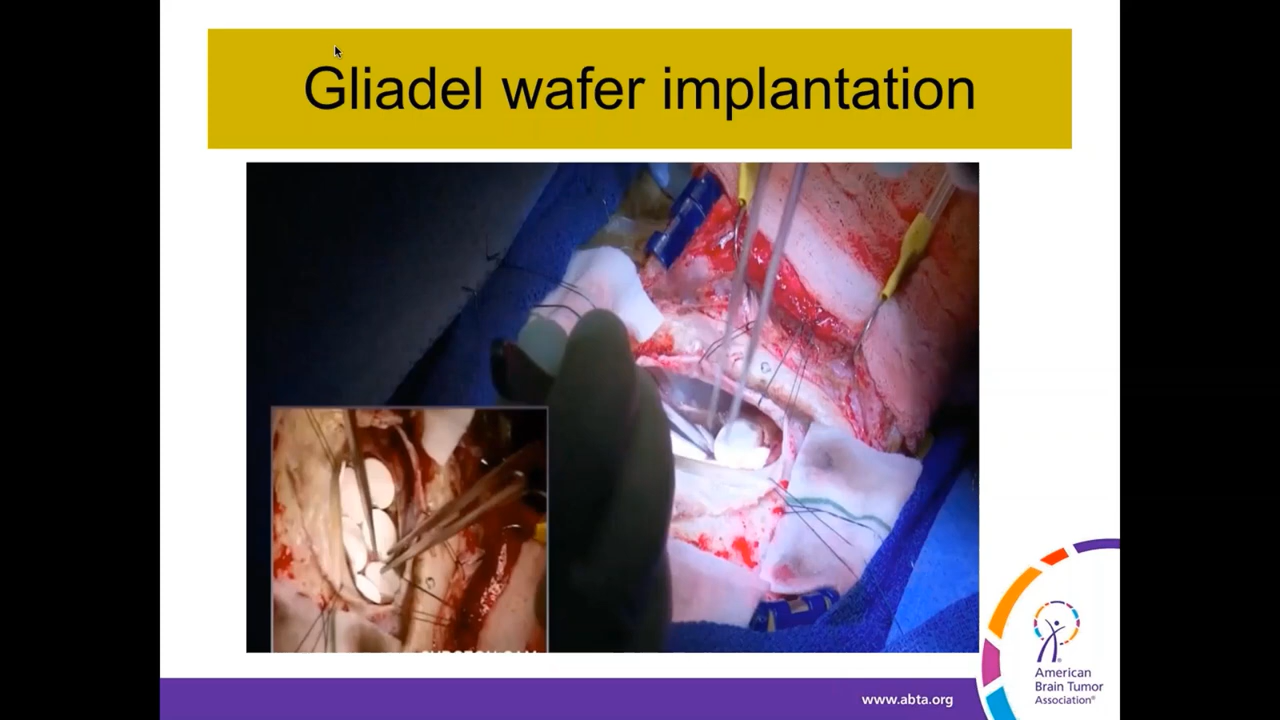 Gliadel wafer implantation
www.abta.org
American
Brain Tumor
Association®